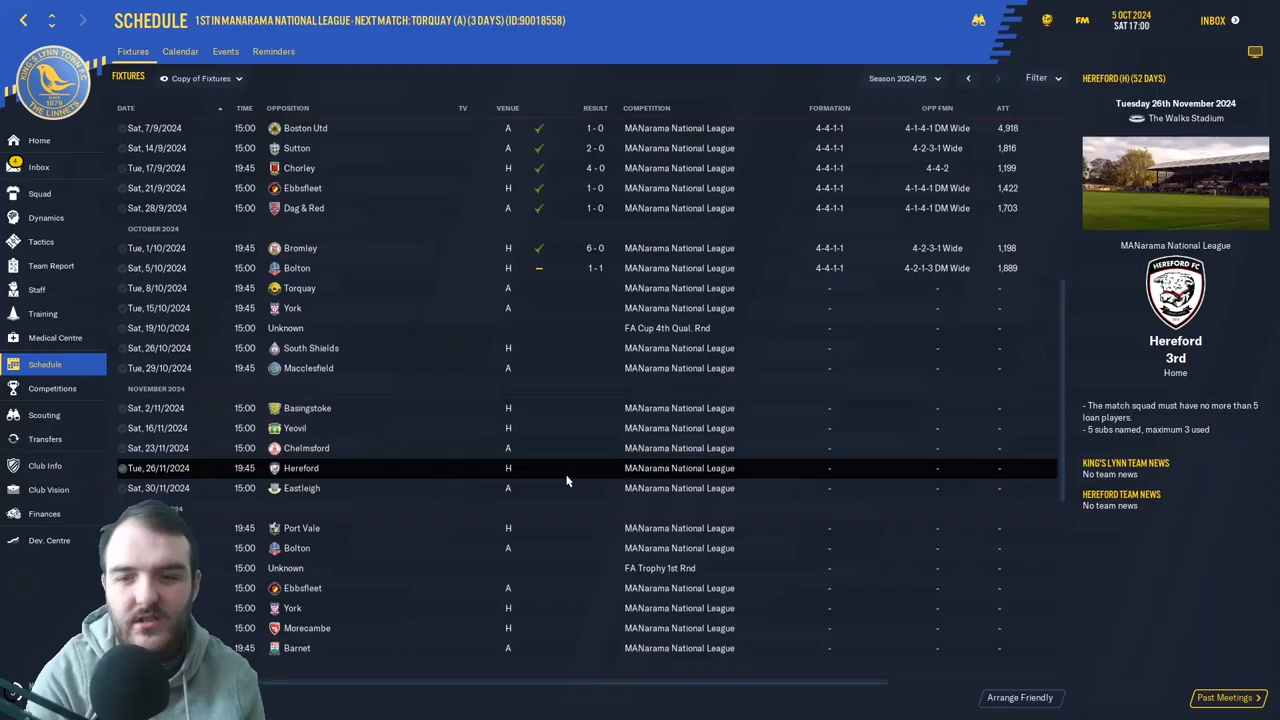 SCHEDULE 1ST IN MANARAMA NATIONAL LEAGUE - NEXT MATCH: TORQUAY (A) (3 DAYS) (ID:90018558) FM 5 OCT 2024 SAT 17:00 INBOX
Fixtures Calendar Events Reminders
KING'S LYNN TOWN F.C. 1879 THE LINNETS
FIXTURES Copy of Fixtures Season 2024/25 Filter
DATE TIME OPPOSITION TV VENUE RESULT COMPETITION FORMATION OPP FMN ATT
Sat, 7/9/2024 15:00 Boston Utd A 1 - 0 MANarama National League 4-4-1-1 4-1-4-1 DM Wide 4,918
Sat, 14/9/2024 15:00 Sutton A 2 - 0 MANarama National League 4-4-1-1 4-2-3-1 Wide 1,816
Tue, 17/9/2024 19:45 Chorley H 4 - 0 MANarama National League 4-4-1-1 4-4-2 1,199
Sat, 21/9/2024 15:00 Ebbsfleet H 1 - 0 MANarama National League 4-4-1-1 4-1-4-1 DM Wide 1,422
Sat, 28/9/2024 15:00 Dag & Red A 1 - 0 MANarama National League 4-4-1-1 4-1-4-1 DM Wide 1,703
OCTOBER 2024
Tue, 1/10/2024 19:45 Bromley H 6 - 0 MANarama National League 4-4-1-1 4-2-3-1 Wide 1,198
Sat, 5/10/2024 15:00 Bolton H 1 - 1 MANarama National League 4-4-1-1 4-2-1-3 DM Wide 1,889
Tue, 8/10/2024 19:45 Torquay A - MANarama National League - - -
Tue, 15/10/2024 19:45 York A - MANarama National League - - -
Sat, 19/10/2024 15:00 Unknown - FA Cup 4th Qual. Rnd - - -
Sat, 26/10/2024 15:00 South Shields H - MANarama National League - - -
Tue, 29/10/2024 19:45 Macclesfield A - MANarama National League - - -
NOVEMBER 2024
Sat, 2/11/2024 15:00 Basingstoke H - MANarama National League - - -
Sat, 16/11/2024 15:00 Yeovil H - MANarama National League - - -
Sat, 23/11/2024 15:00 Chelmsford A - MANarama National League - - -
Tue, 26/11/2024 19:45 Hereford H - MANarama National League - - -
Sat, 30/11/2024 15:00 Eastleigh A - MANarama National League - - -
19:45 Port Vale H - MANarama National League - - -
15:00 Bolton A - MANarama National League - - -
15:00 Unknown - FA Trophy 1st Rnd - - -
15:00 Ebbsfleet A - MANarama National League - - -
15:00 York H - MANarama National League - - -
15:00 Morecambe H - MANarama National League - - -
19:45 Barnet A - MANarama National League - - -
Arrange Friendly
Home
4 Inbox
Squad
Dynamics
Tactics
Team Report
Staff
Training
Medical Centre
Schedule
Competitions
Scouting
Transfers
Club Info
Club Vision
Finances
Dev. Centre
HEREFORD (H) (52 DAYS)
Tuesday 26th November 2024
The Walks Stadium
MANarama National League
HEREFORD FC
Hereford
3rd
Home
- The match squad must have no more than 5
loan players.
- 5 subs named, maximum 3 used
KING'S LYNN TEAM NEWS
No team news
HEREFORD TEAM NEWS
No team news
Past Meetings